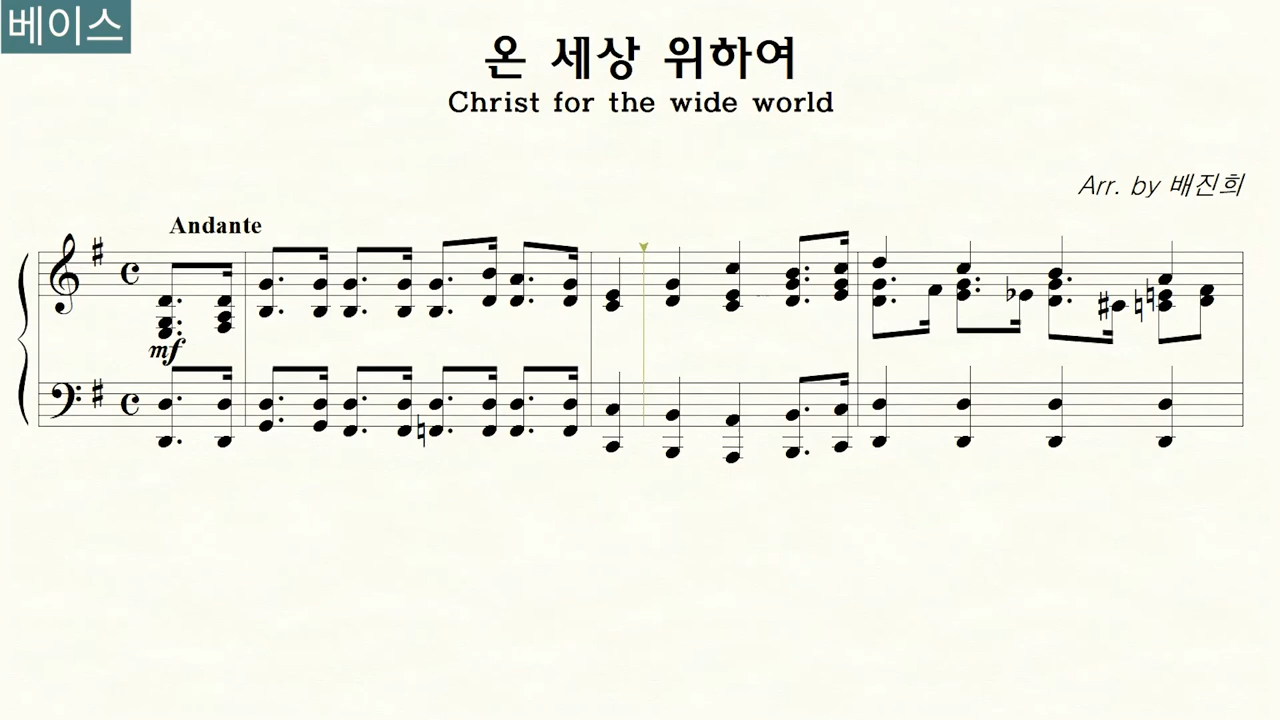 베이스
온 세상 위하여
Christ for the wide world
Arr. by 배진희
Andante
mf